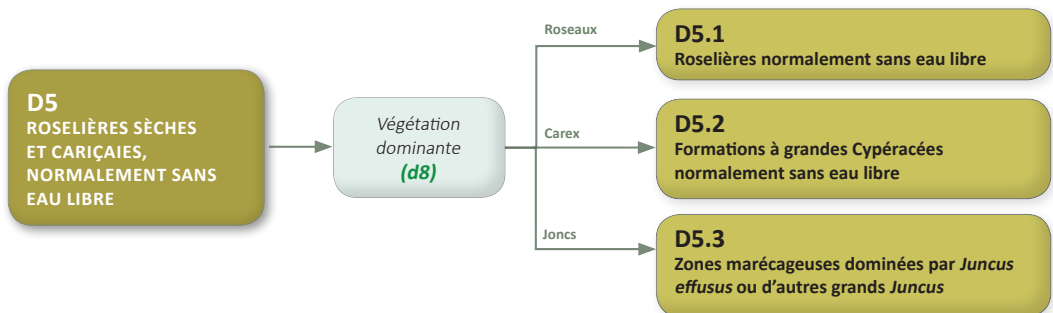 D5
ROSELIÈRES SÈCHES
ET CARIÇAIES,
NORMALEMENT SANS
EAU LIBRE
Végétation
dominante
(d8)
Roseaux
D5.1
Roselières normalement sans eau libre
Carex
D5.2
Formations à grandes Cypéracées
normalement sans eau libre
Joncs
D5.3
Zones marécageuses dominées par Juncus
effusus ou d'autres grands Juncus